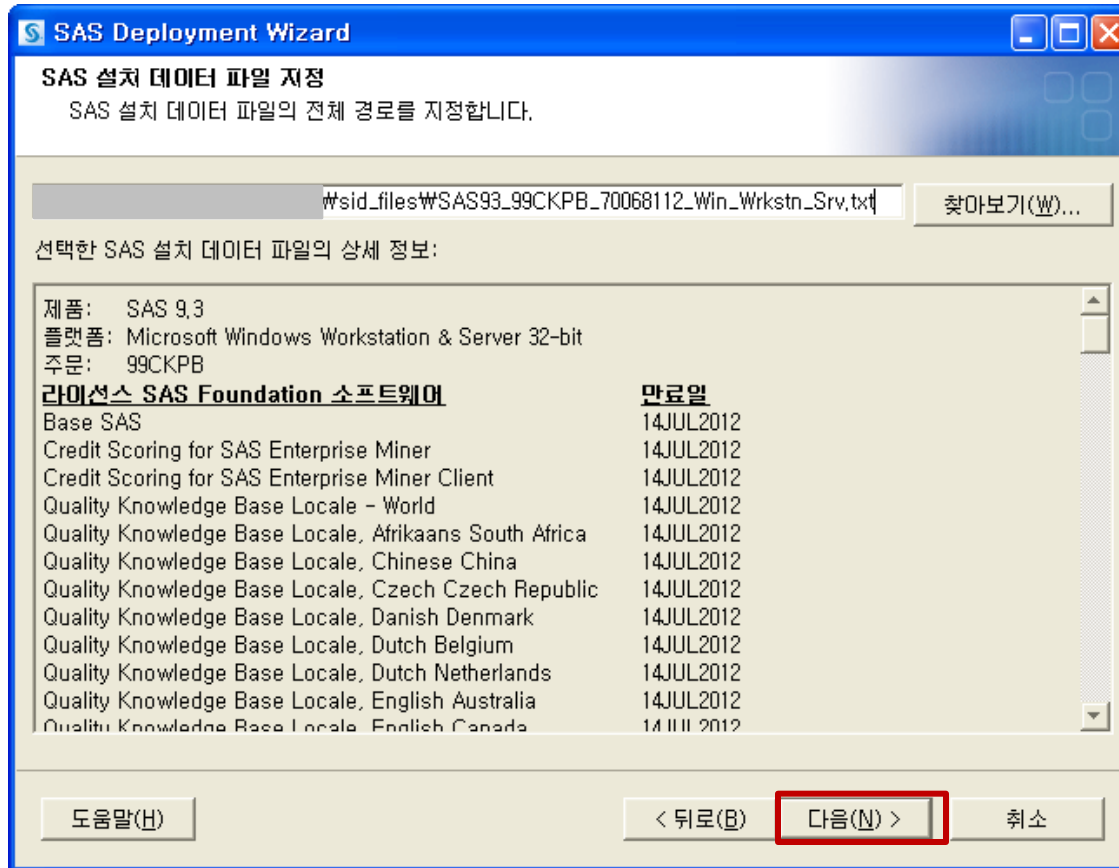 SAS Deployment Wizard
SAS 설치 데이터 파일 지정
SAS 설치 데이터 파일의 전체 경로를 지정합니다.
₩sid_files₩SAS93_99CKPB_70068112_Win_Wrkstn_Srv.txt 찾아보기(W)...
선택한 SAS 설치 데이터 파일의 상세 정보:
제품: SAS 9.3
플랫폼: Microsoft Windows Workstation & Server 32-bit
주문: 99CKPB
라이선스 SAS Foundation 소프트웨어 만료일
Base SAS 14JUL2012
Credit Scoring for SAS Enterprise Miner 14JUL2012
Credit Scoring for SAS Enterprise Miner Client 14JUL2012
Quality Knowledge Base Locale - World 14JUL2012
Quality Knowledge Base Locale, Afrikaans South Africa 14JUL2012
Quality Knowledge Base Locale, Chinese China 14JUL2012
Quality Knowledge Base Locale, Czech Czech Republic 14JUL2012
Quality Knowledge Base Locale, Danish Denmark 14JUL2012
Quality Knowledge Base Locale, Dutch Belgium 14JUL2012
Quality Knowledge Base Locale, Dutch Netherlands 14JUL2012
Quality Knowledge Base Locale, English Australia 14JUL2012
Quality Knowledge Base Locale, English Canada 14JUL2012
도움말(H) < 뒤로(B) 다음(N) > 취소